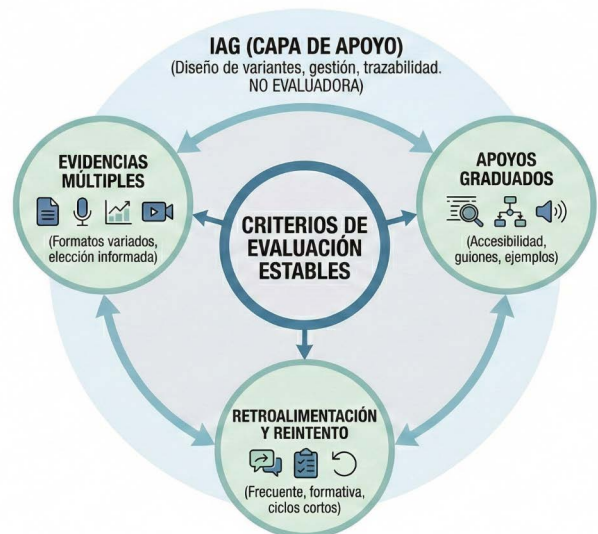 IAG (CAPA DE APOYO)
(Diseño de variantes, gestión, trazabilidad.
NO EVALUADORA)
EVIDENCIAS
MÚLTIPLES
(Formatos variados,
elección informada)
CRITERIOS DE
EVALUACIÓN
ESTABLES
APOYOS
GRADUADOS
(Accesibilidad,
guiones, ejemplos)
RETROALIMENTACIÓN
Y REINTENTO
(Frecuente, formativa,
ciclos cortos)